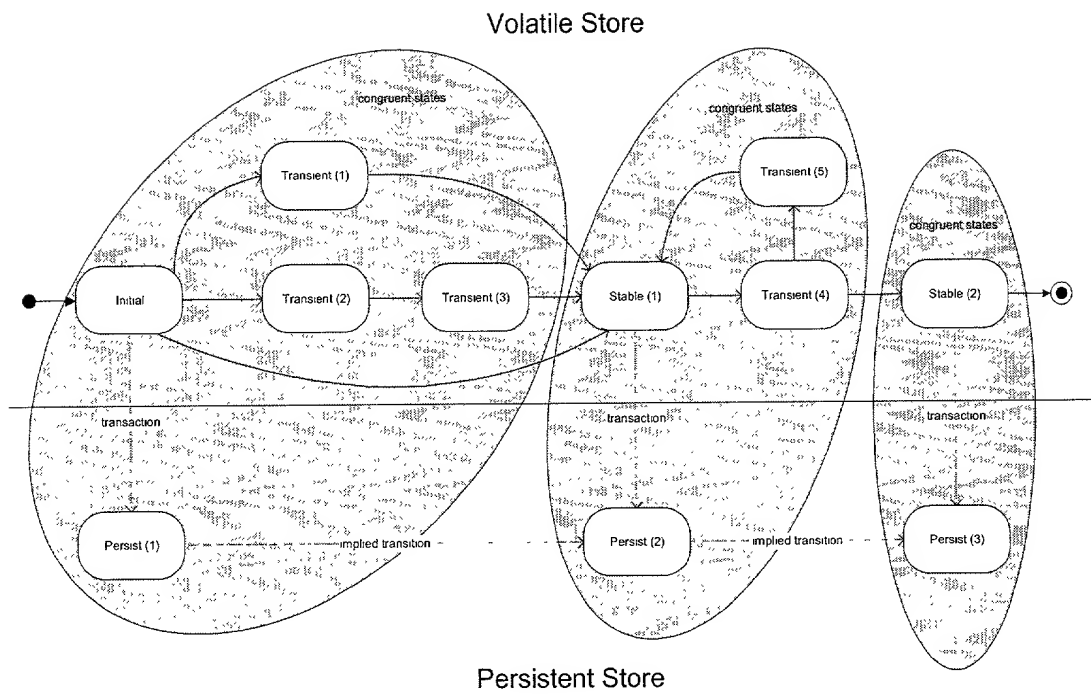 Volatile Store
congruent states
congruent states
Transient (1)
Transient (5)
congruent states
Initial
Transient (2)
Transient (3)
Stable (1)
Transient (4)
Stable (2)
transaction
transaction
transaction
Persist (1)
implied transition
Persist (2)
implied transition
Persist (3)
Persistent Store